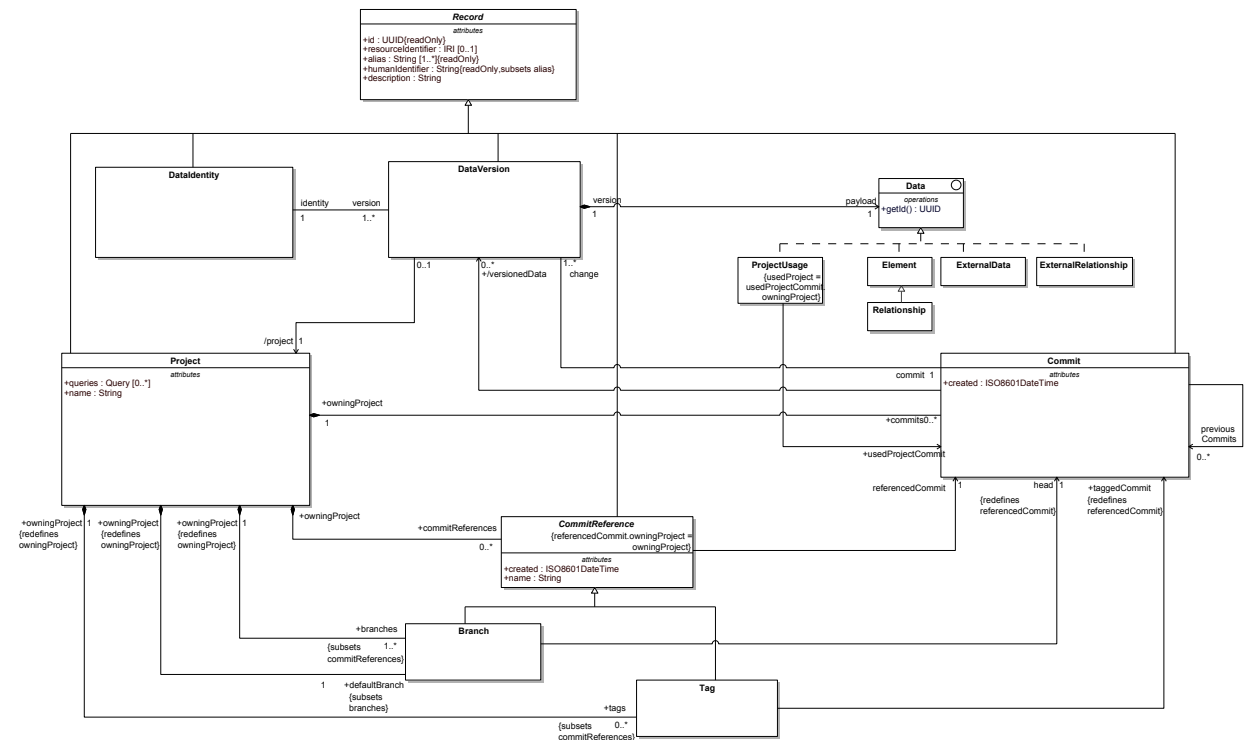 Record
attributes
+id : UUID{readOnly}
+resourceIdentifier : IRI [0..1]
+alias : String [1..*]{readOnly}
+humanIdentifier : String{readOnly,subsets alias}
+description : String
DataIdentity
identity
1
version
1..*
DataVersion
version
1
payload
1
Data
operations
+getId() : UUID
ProjectUsage
{usedProject =
usedProjectCommit.
owningProject}
Element
ExternalData
ExternalRelationship
Relationship
0..1
0..*
+/versionedData
1..*
change
/project
1
Project
attributes
+queries : Query [0..*]
+name : String
commit
1
Commit
attributes
+created : ISO8601DateTime
+owningProject
1
+commits
0..*
previous
Commits
0..*
+usedProjectCommit
referencedCommit
1
{redefines
referencedCommit}
head
1
+taggedCommit
{redefines
referencedCommit}
+owningProject
1
{redefines
owningProject}
+owningProject
{redefines
owningProject}
+owningProject
1
{redefines
owningProject}
+owningProject
+commitReferences
0..*
CommitReference
{referencedCommit.owningProject =
owningProject}
attributes
+created : ISO8601DateTime
+name : String
+branches
{subsets
commitReferences}
1..*
Branch
1
+defaultBranch
{subsets
branches}
+tags
{subsets
commitReferences}
0..*
Tag